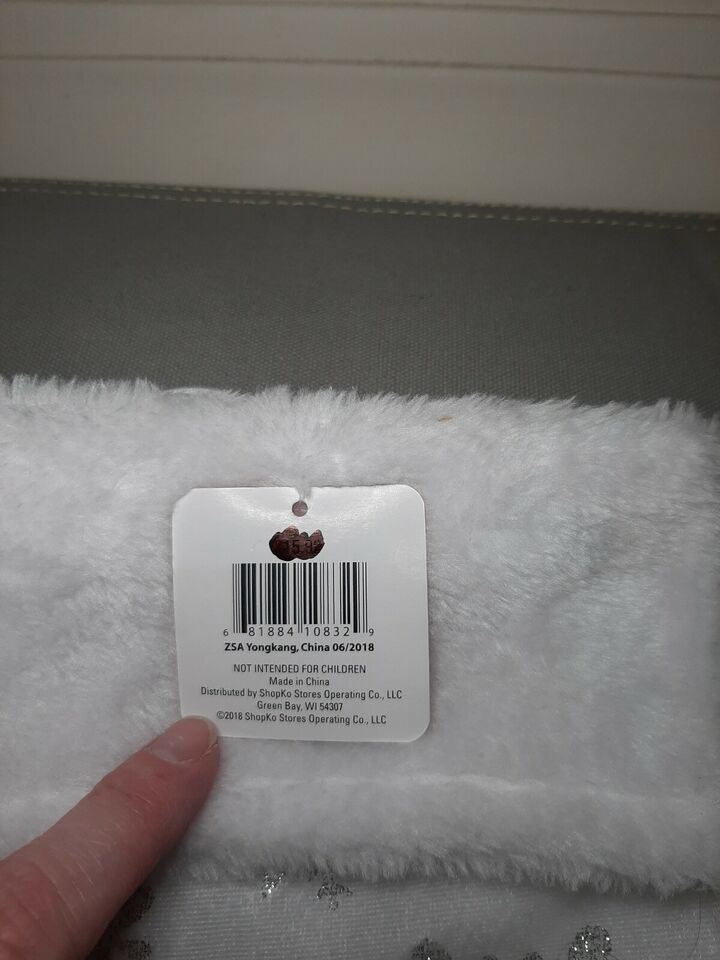 6 81884 10832 9
ZSA Yongkang, China 06/2018
NOT INTENDED FOR CHILDREN
Made in China
Distributed by ShopKo Stores Operating Co., LLC
Green Bay, WI 54307
©2018 ShopKo Stores Operating Co., LLC